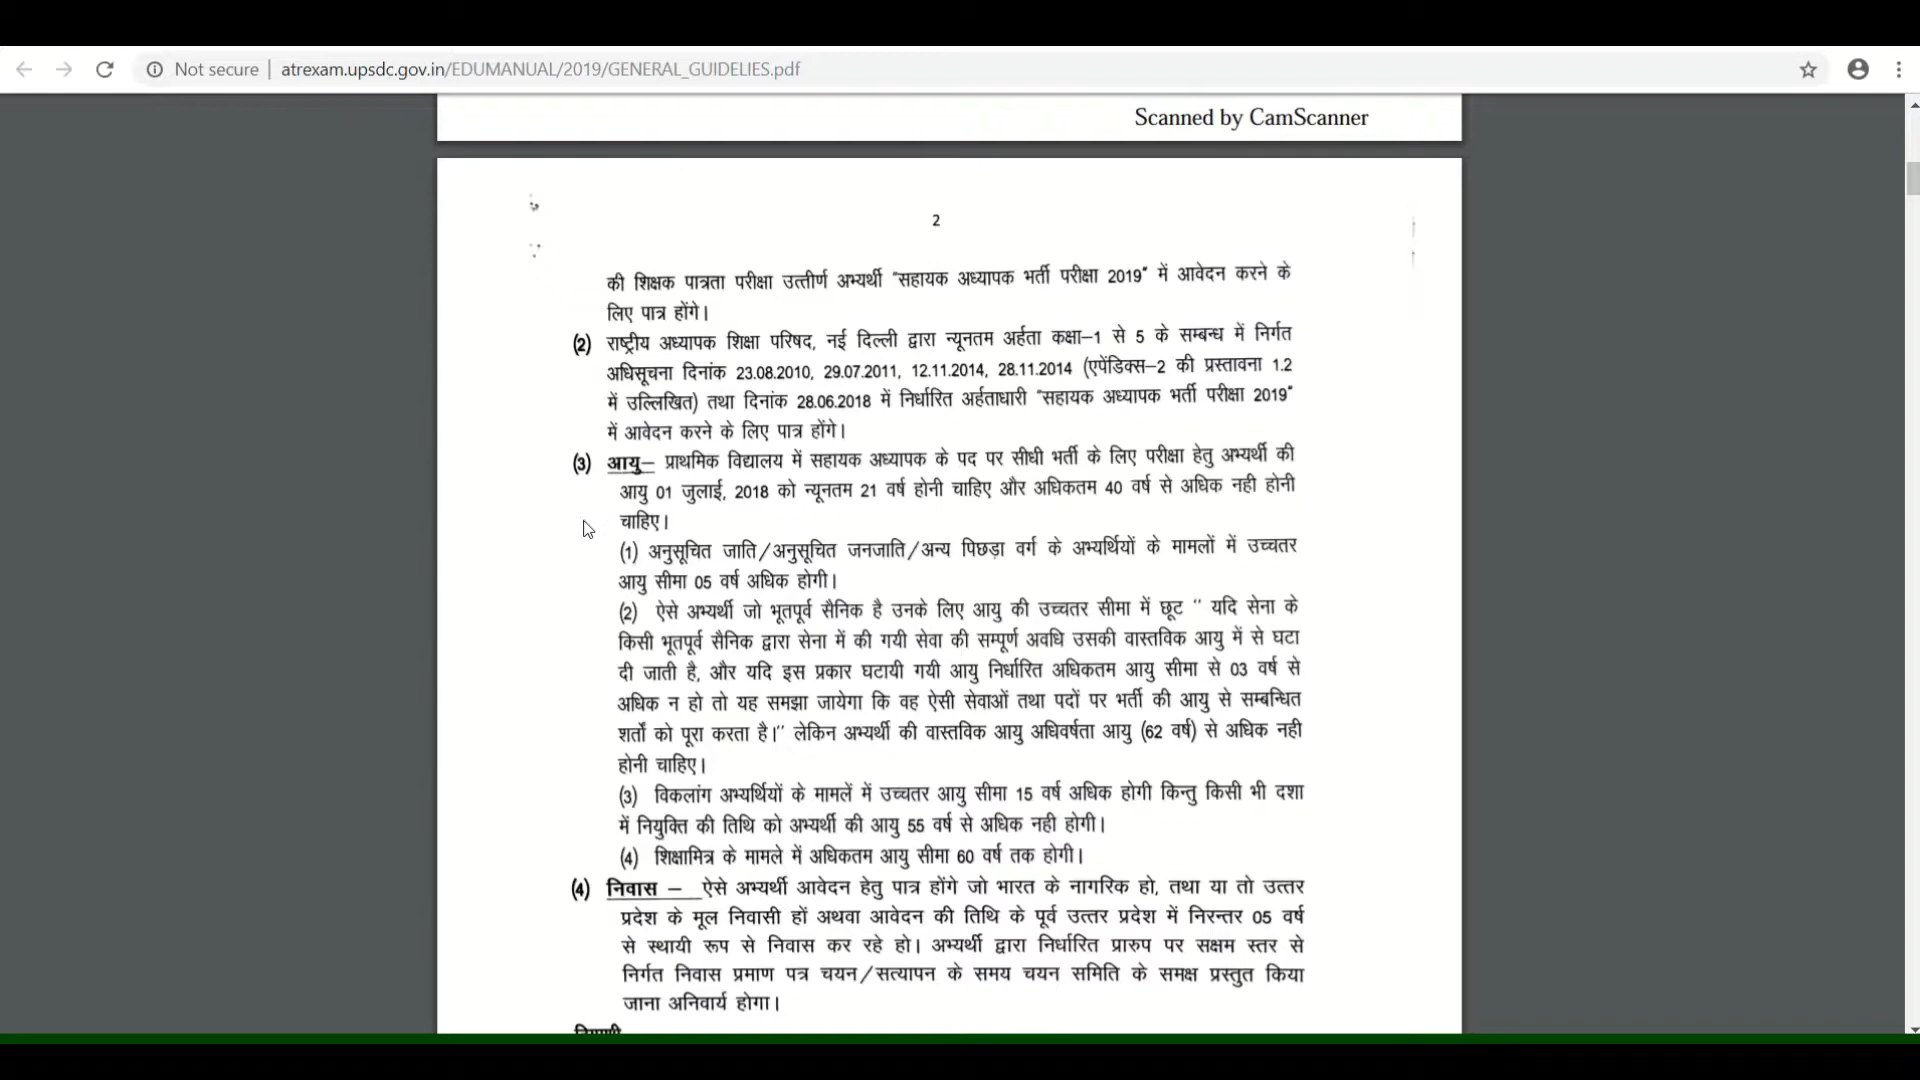 Not secure | atrexam.upsdc.gov.in/EDUMANUAL/2019/GENERAL_GUIDELIES.pdf
Scanned by CamScanner
2
की शिक्षक पात्रता परीक्षा उत्तीर्ण अभ्यर्थी "सहायक अध्यापक भर्ती परीक्षा 2019" में आवेदन करने के
लिए पात्र होंगे।
(2) राष्ट्रीय अध्यापक शिक्षा परिषद, नई दिल्ली द्वारा न्यूनतम अर्हता कक्षा–1 से 5 के सम्बन्ध में निर्गत
अधिसूचना दिनांक 23.08.2010, 29.07.2011, 12.11.2014, 28.11.2014 (एपेंडिक्स–2 की प्रस्तावना 1.2
में उल्लिखित) तथा दिनांक 28.06.2018 में निर्धारित अर्हताधारी "सहायक अध्यापक भर्ती परीक्षा 2019"
में आवेदन करने के लिए पात्र होंगे।
(3) आयु– प्राथमिक विद्यालय में सहायक अध्यापक के पद पर सीधी भर्ती के लिए परीक्षा हेतु अभ्यर्थी की
आयु 01 जुलाई, 2018 को न्यूनतम 21 वर्ष होनी चाहिए और अधिकतम 40 वर्ष से अधिक नही होनी
चाहिए।
(1) अनुसूचित जाति/अनुसूचित जनजाति/अन्य पिछड़ा वर्ग के अभ्यर्थियों के मामलों में उच्चतर
आयु सीमा 05 वर्ष अधिक होगी।
(2) ऐसे अभ्यर्थी जो भूतपूर्व सैनिक है उनके लिए आयु की उच्चतर सीमा में छूट " यदि सेना के
किसी भूतपूर्व सैनिक द्वारा सेना में की गयी सेवा की सम्पूर्ण अवधि उसकी वास्तविक आयु में से घटा
दी जाती है, और यदि इस प्रकार घटायी गयी आयु निर्धारित अधिकतम आयु सीमा से 03 वर्ष से
अधिक न हो तो यह समझा जायेगा कि वह ऐसी सेवाओं तथा पदों पर भर्ती की आयु से सम्बन्धित
शर्तों को पूरा करता है।" लेकिन अभ्यर्थी की वास्तविक आयु अधिवर्षता आयु (62 वर्ष) से अधिक नही
होनी चाहिए।
(3) विकलांग अभ्यर्थियों के मामलें में उच्चतर आयु सीमा 15 वर्ष अधिक होगी किन्तु किसी भी दशा
में नियुक्ति की तिथि को अभ्यर्थी की आयु 55 वर्ष से अधिक नही होगी।
(4) शिक्षामित्र के मामले में अधिकतम आयु सीमा 60 वर्ष तक होगी।
(4) निवास – ऐसे अभ्यर्थी आवेदन हेतु पात्र होंगे जो भारत के नागरिक हो, तथा या तो उत्तर
प्रदेश के मूल निवासी हों अथवा आवेदन की तिथि के पूर्व उत्तर प्रदेश में निरन्तर 05 वर्ष
से स्थायी रूप से निवास कर रहे हो। अभ्यर्थी द्वारा निर्धारित प्रारुप पर सक्षम स्तर से
निर्गत निवास प्रमाण पत्र चयन/सत्यापन के समय चयन समिति के समक्ष प्रस्तुत किया
जाना अनिवार्य होगा।